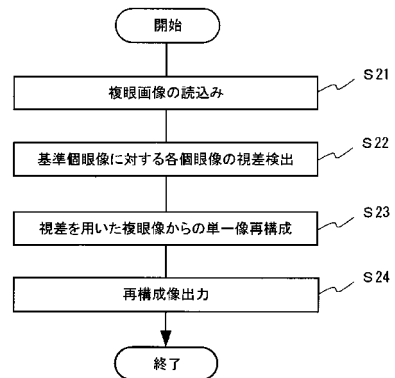 開始
複眼画像の読込み
S21
基準個眼像に対する各個眼像の視差検出
S22
視差を用いた複眼像からの単一像再構成
S23
再構成像出力
S24
終了